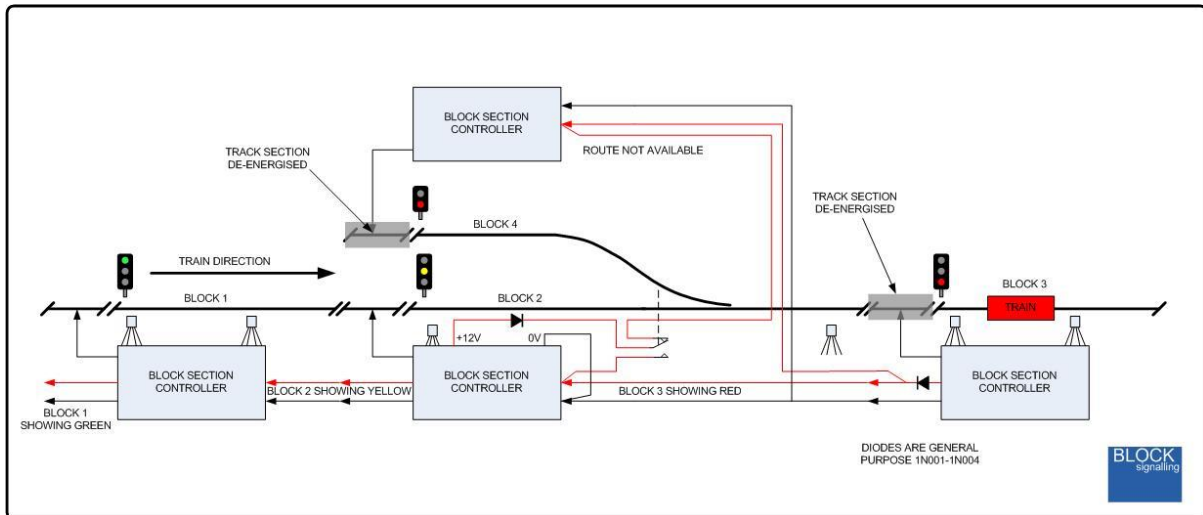 BLOCK SECTION
CONTROLLER
ROUTE NOT AVAILABLE
TRACK SECTION
DE-ENERGISED
TRACK SECTION
DE-ENERGISED
BLOCK 4
TRAIN DIRECTION
BLOCK 1
BLOCK 2
BLOCK 3
TRAIN
+12V
0V
BLOCK SECTION
CONTROLLER
BLOCK 2 SHOWING YELLOW
BLOCK SECTION
CONTROLLER
BLOCK 3 SHOWING RED
BLOCK SECTION
CONTROLLER
BLOCK 1
SHOWING GREEN
DIODES ARE GENERAL
PURPOSE 1N001-1N004
BLOCK
signalling